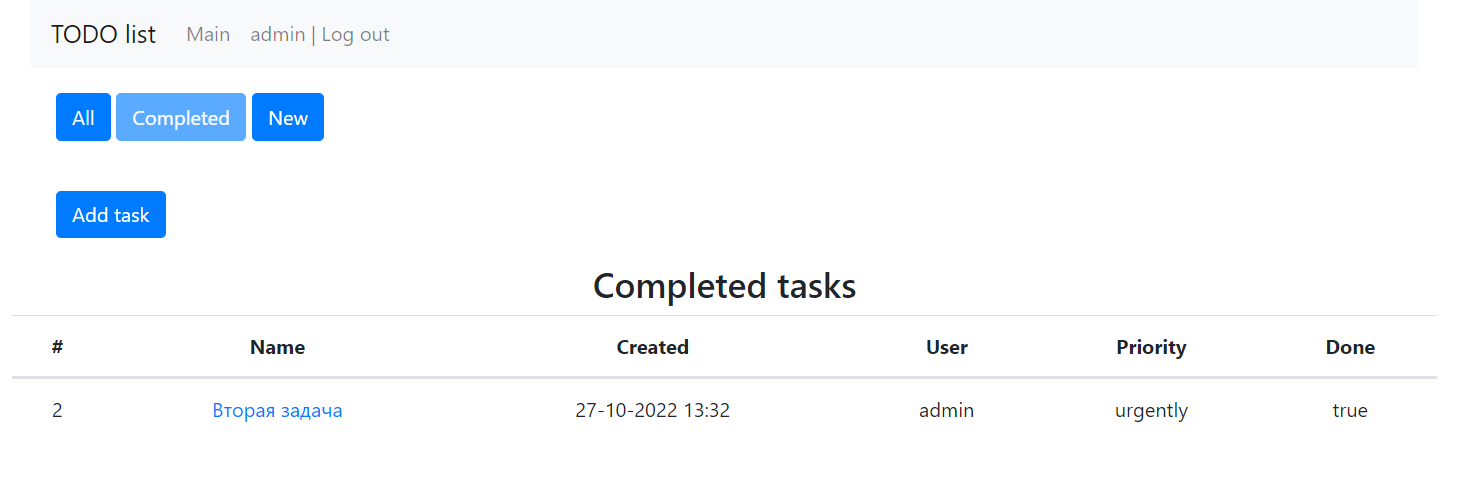 TODO list Main admin | Log out
All Completed New
Add task
Completed tasks
# Name Created User Priority Done
2 Вторая задача 27-10-2022 13:32 admin urgently true